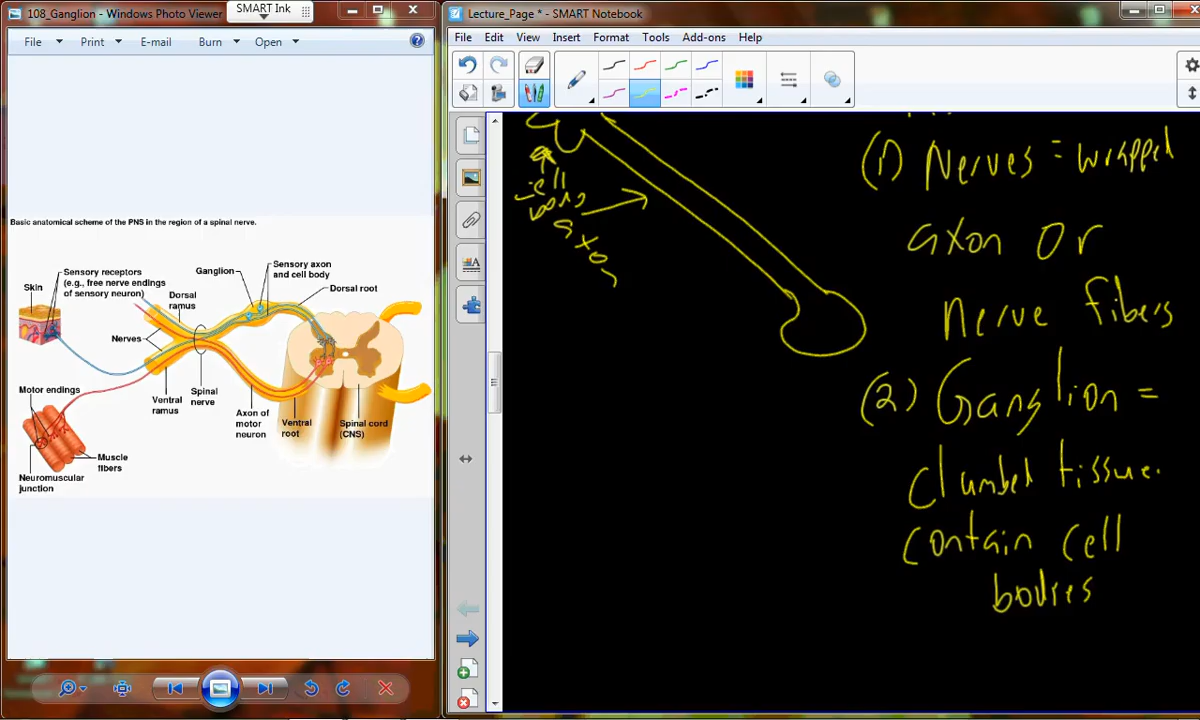 108_Ganglion - Windows Photo Viewer
SMART Ink
File Print E-mail Burn Open
Basic anatomical scheme of the PNS in the region of a spinal nerve.
Skin
Sensory receptors
(e.g., free nerve endings
of sensory neuron)
Dorsal
ramus
Ganglion
Sensory axon
and cell body
Dorsal root
Nerves
Motor endings
Ventral
ramus
Spinal
nerve
Axon of
motor
neuron
Ventral
root
Spinal cord
(CNS)
Muscle
fibers
Neuromuscular
junction
Lecture_Page * - SMART Notebook
File Edit View Insert Format Tools Add-ons Help
cell
body
axon
(1) Nerves = wrapped
axon or
nerve fibers
(2) Ganglion =
clumbed tissue.
contain cell
bodies